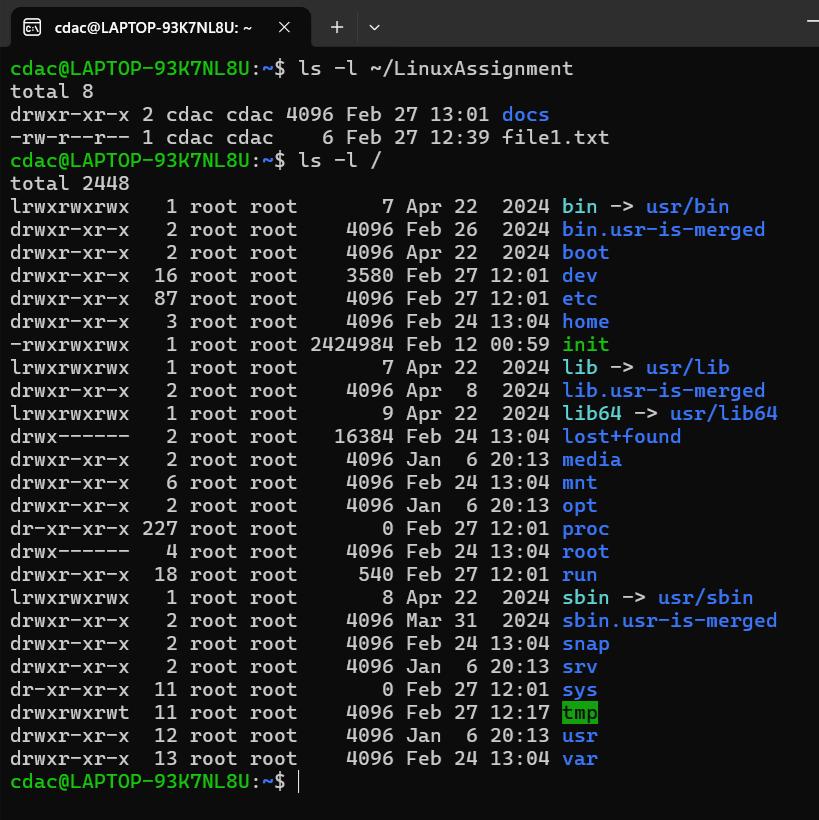 cdac@LAPTOP-93K7NL8U: ~
cdac@LAPTOP-93K7NL8U:~$ ls -l ~/LinuxAssignment
total 8
drwxr-xr-x 2 cdac cdac 4096 Feb 27 13:01 docs
-rw-r--r-- 1 cdac cdac    6 Feb 27 12:39 file1.txt
cdac@LAPTOP-93K7NL8U:~$ ls -l /
total 2448
lrwxrwxrwx   1 root root       7 Apr 22  2024 bin -> usr/bin
drwxr-xr-x   2 root root    4096 Feb 26  2024 bin.usr-is-merged
drwxr-xr-x   2 root root    4096 Apr 22  2024 boot
drwxr-xr-x  16 root root    3580 Feb 27 12:01 dev
drwxr-xr-x  87 root root    4096 Feb 27 12:01 etc
drwxr-xr-x   3 root root    4096 Feb 24 13:04 home
-rwxrwxrwx   1 root root 2424984 Feb 12 00:59 init
lrwxrwxrwx   1 root root       7 Apr 22  2024 lib -> usr/lib
drwxr-xr-x   2 root root    4096 Apr  8  2024 lib.usr-is-merged
lrwxrwxrwx   1 root root       9 Apr 22  2024 lib64 -> usr/lib64
drwx------   2 root root   16384 Feb 24 13:04 lost+found
drwxr-xr-x   2 root root    4096 Jan  6 20:13 media
drwxr-xr-x   6 root root    4096 Feb 24 13:04 mnt
drwxr-xr-x   2 root root    4096 Jan  6 20:13 opt
dr-xr-xr-x 227 root root       0 Feb 27 12:01 proc
drwx------   4 root root    4096 Feb 24 13:04 root
drwxr-xr-x  18 root root     540 Feb 27 12:01 run
lrwxrwxrwx   1 root root       8 Apr 22  2024 sbin -> usr/sbin
drwxr-xr-x   2 root root    4096 Mar 31  2024 sbin.usr-is-merged
drwxr-xr-x   2 root root    4096 Feb 24 13:04 snap
drwxr-xr-x   2 root root    4096 Jan  6 20:13 srv
dr-xr-xr-x  11 root root       0 Feb 27 12:01 sys
drwxrwxrwt  11 root root    4096 Feb 27 12:17 tmp
drwxr-xr-x  12 root root    4096 Jan  6 20:13 usr
drwxr-xr-x  13 root root    4096 Feb 24 13:04 var
cdac@LAPTOP-93K7NL8U:~$